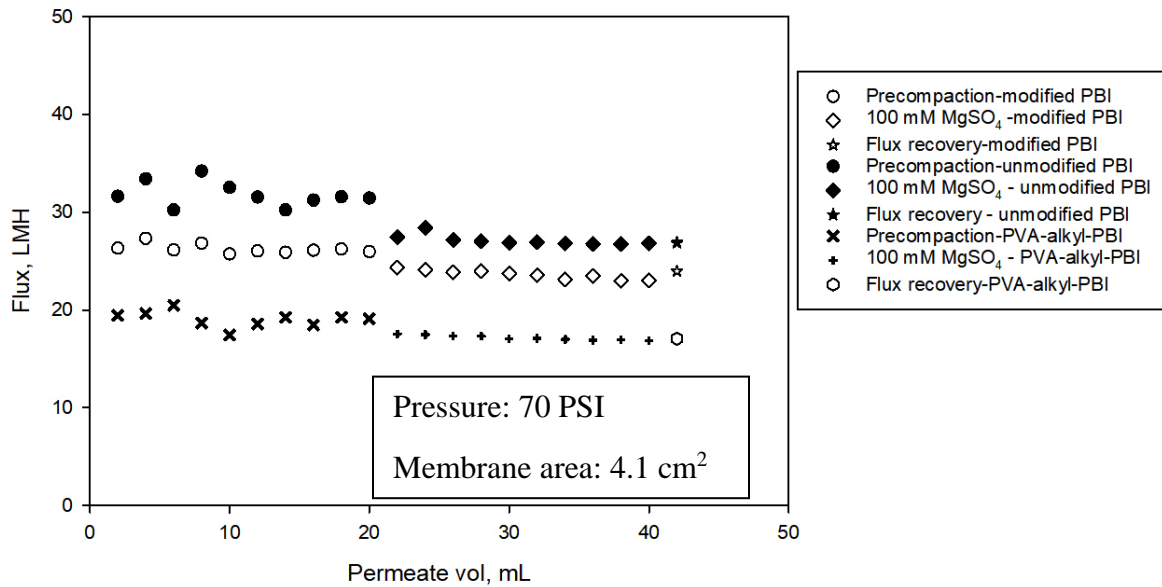 50
40
30
20
10
0
0
10
20
30
40
50
Flux, LMH
Permeate vol, mL
Pressure: 70 PSI
Membrane area: 4.1 cm²
Precompaction-modified PBI
100 mM MgSO₄ -modified PBI
Flux recovery-modified PBI
Precompaction-unmodified PBI
100 mM MgSO₄ - unmodified PBI
Flux recovery - unmodified PBI
Precompaction-PVA-alkyl-PBI
100 mM MgSO₄ - PVA-alkyl-PBI
Flux recovery-PVA-alkyl-PBI